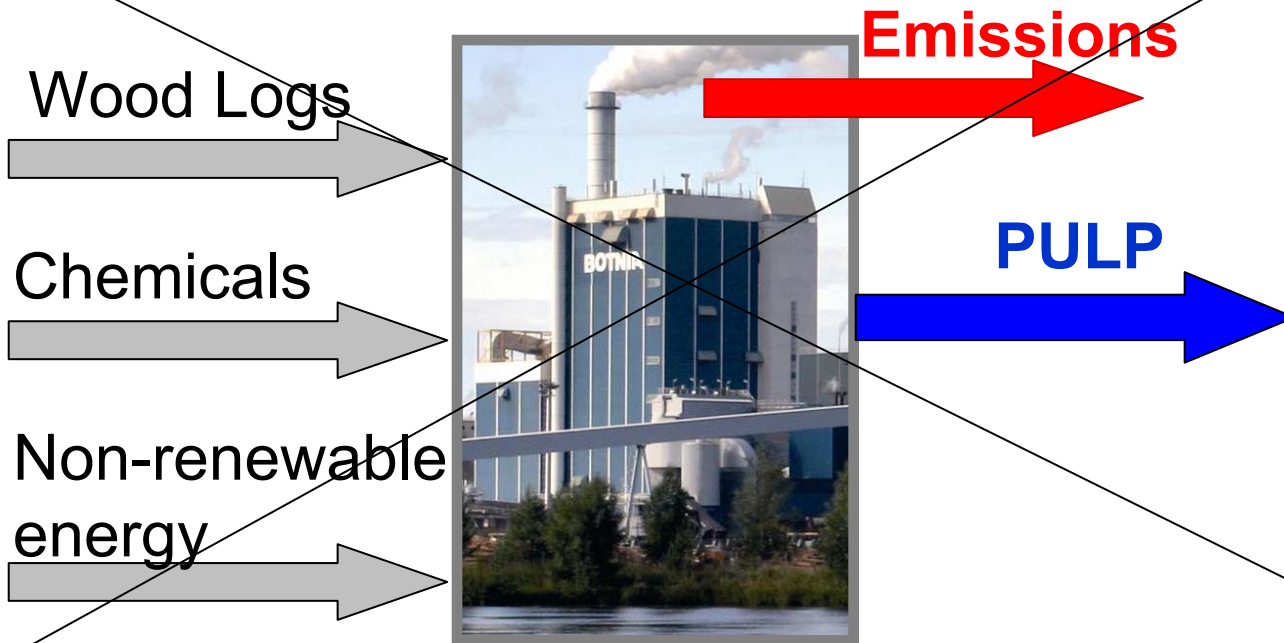 Emissions
Wood Logs
PULP
BOTNIA
Chemicals
Non-renewable
energy